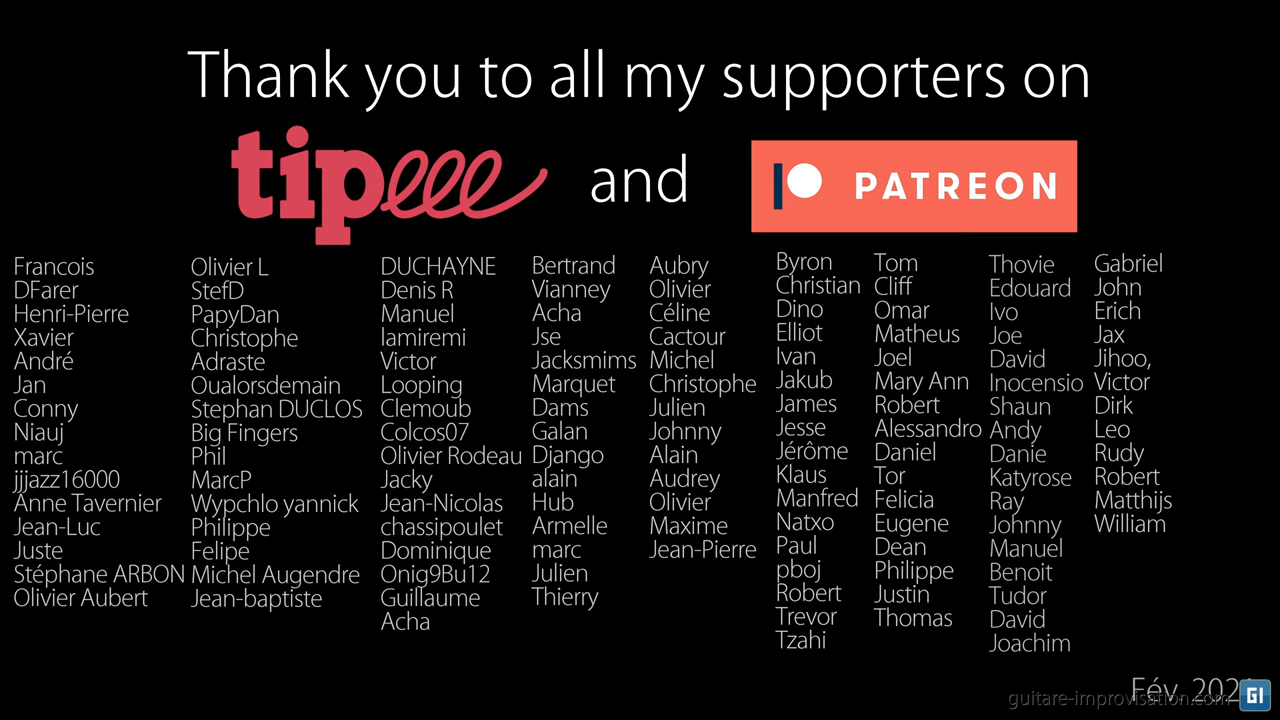 Thank you to all my supporters on
tipeee and PATREON
Francois
DFarer
Henri-Pierre
Xavier
André
Jan
Conny
Niauj
marc
jjjazz16000
Anne Tavernier
Jean-Luc
Juste
Stéphane ARBON
Olivier Aubert
Olivier L
StefD
PapyDan
Christophe
Adraste
Oualorsdemain
Stephan DUCLOS
Big Fingers
Phil
MarcP
Wypchlo yannick
Philippe
Felipe
Michel Augendre
Jean-baptiste
DUCHAYNE
Denis R
Manuel
lamiremi
Victor
Looping
Clemoub
Colcos07
Olivier Rodeau
Jacky
Jean-Nicolas
chassipoulet
Dominique
Onig9Bu12
Guillaume
Acha
Bertrand
Vianney
Acha
Jse
Jacksmims
Marquet
Dams
Galan
Django
alain
Hub
Armelle
marc
Julien
Thierry
Aubry
Olivier
Céline
Cactour
Michel
Christophe
Julien
Johnny
Alain
Audrey
Olivier
Maxime
Jean-Pierre
Byron
Christian
Dino
Elliot
Ivan
Jakub
James
Jesse
Jérôme
Klaus
Manfred
Natxo
Paul
pboj
Robert
Trevor
Tzahi
Tom
Cliff
Omar
Matheus
Joel
Mary Ann
Robert
Alessandro
Daniel
Tor
Felicia
Eugene
Dean
Philippe
Justin
Thomas
Thovie
Edouard
Ivo
Joe
David
Inocensio
Shaun
Andy
Danie
Katyrose
Ray
Johnny
Manuel
Benoit
Tudor
David
Joachim
Gabriel
John
Erich
Jax
Jihoo,
Victor
Dirk
Leo
Rudy
Robert
Matthijs
William
Fév.
guitare-improvisation.com
GI